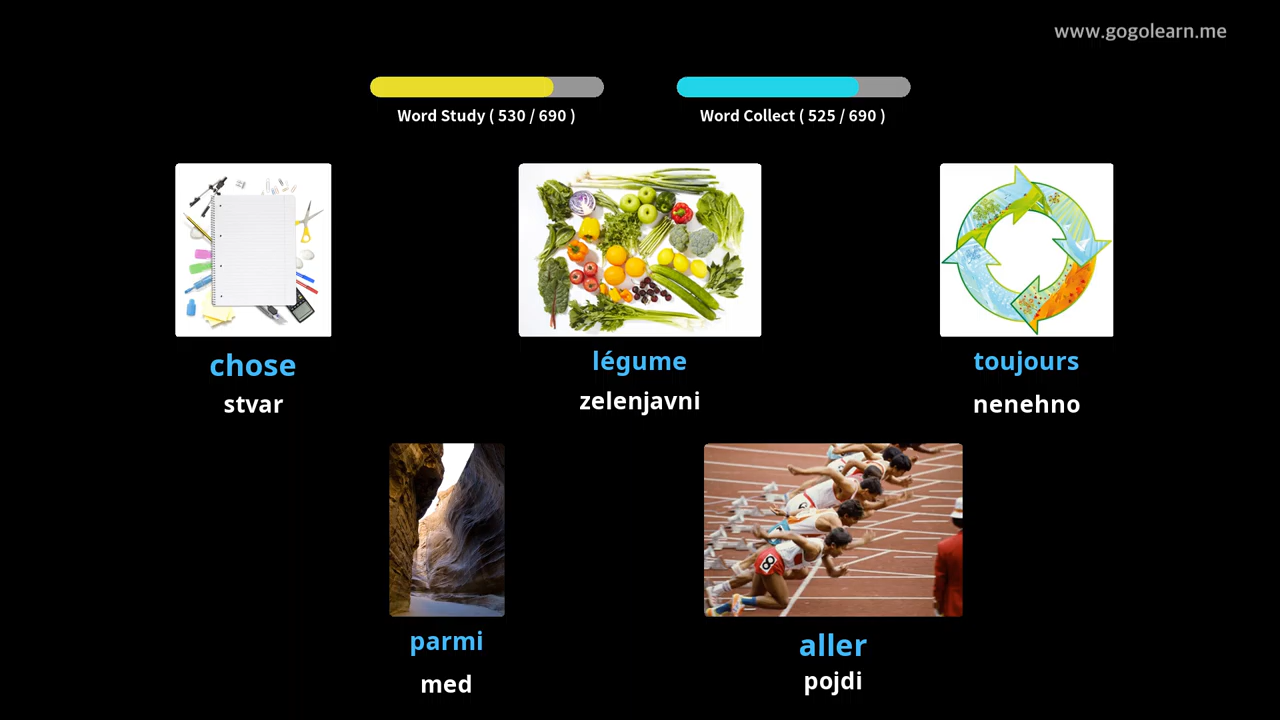 www.gogolearn.me
Word Study ( 530 / 690 )
Word Collect ( 525 / 690 )
chose
stvar
légume
zelenjavni
toujours
nenehno
parmi
med
aller
pojdi